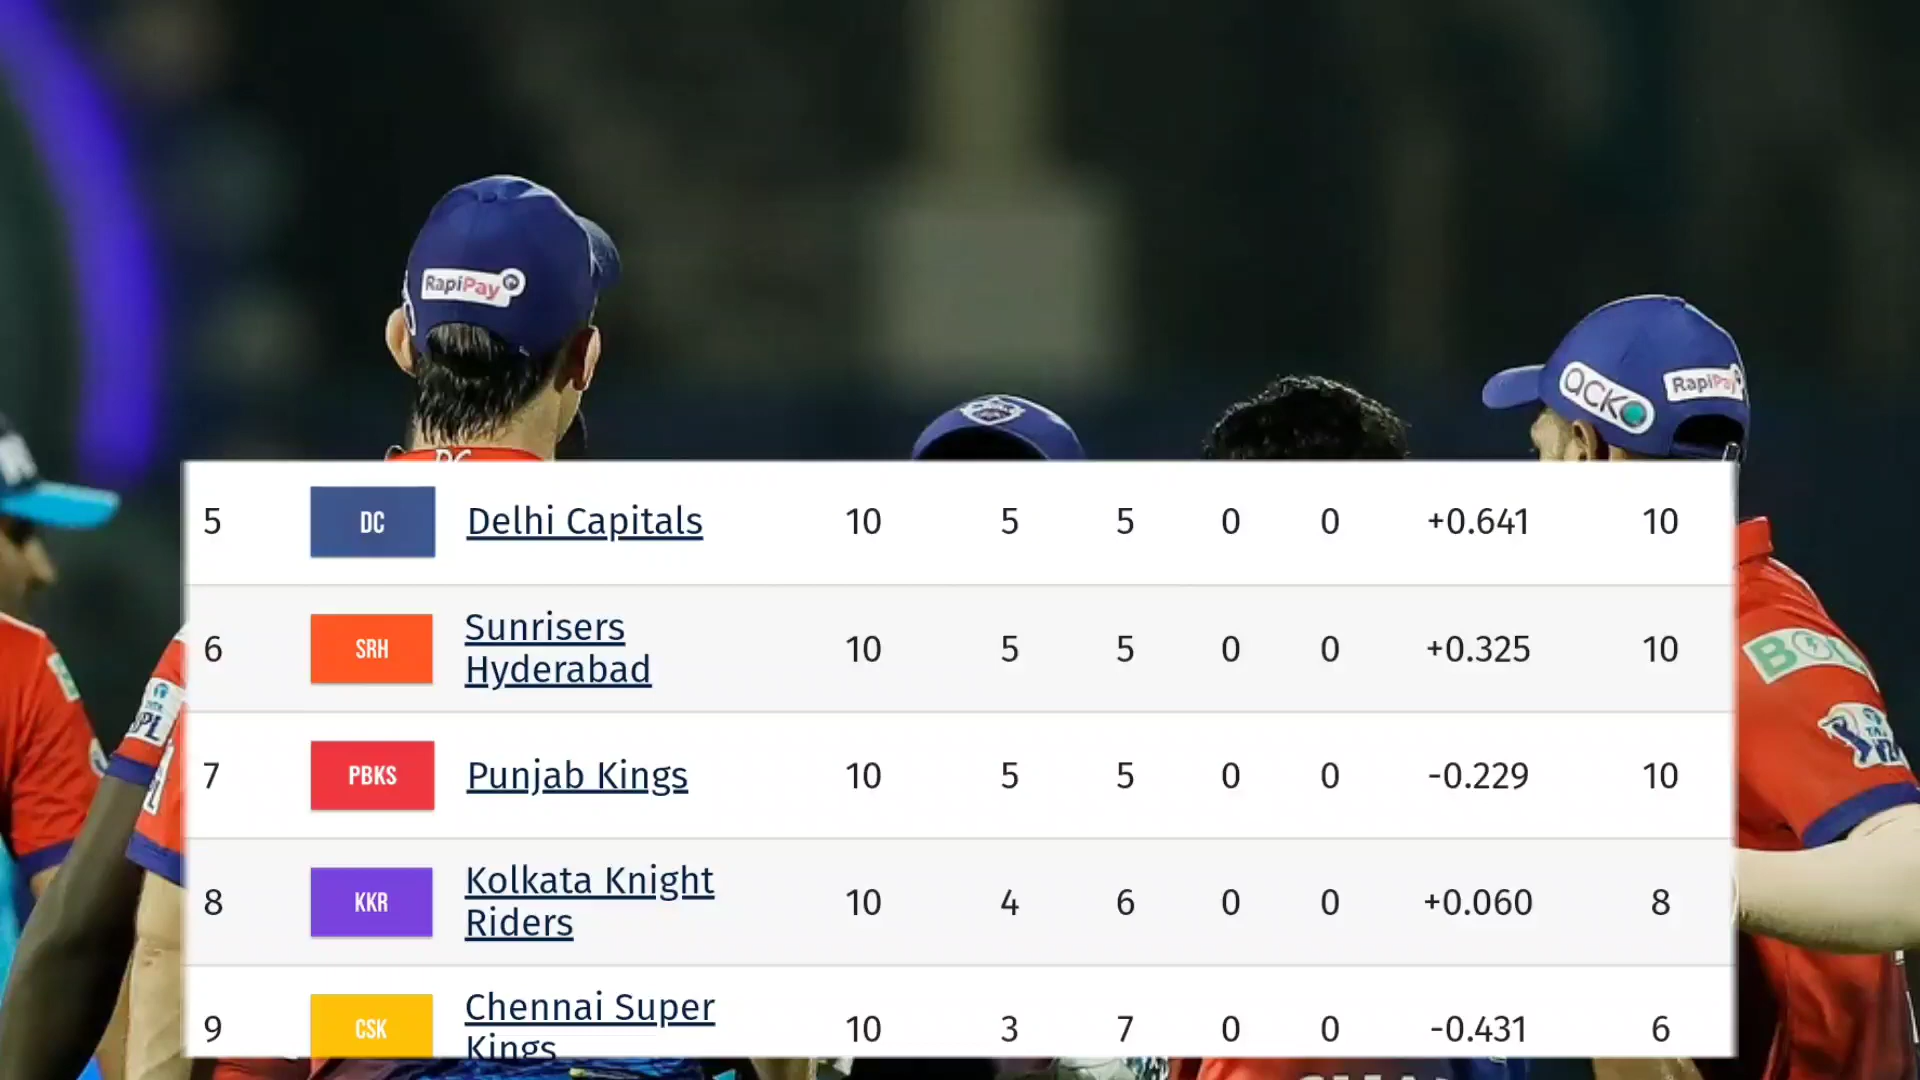 RapiPay
acko
RapiPay
DC
5 DC Delhi Capitals 10 5 5 0 0 +0.641 10
6 SRH Sunrisers Hyderabad 10 5 5 0 0 +0.325 10
7 PBKS Punjab Kings 10 5 5 0 0 -0.229 10
8 KKR Kolkata Knight Riders 10 4 6 0 0 +0.060 8
9 CSK Chennai Super Kings 10 3 7 0 0 -0.431 6